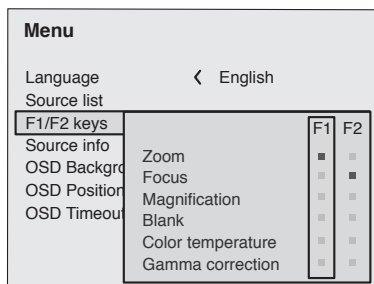 Menu
Language English
Source list
F1/F2 keys
Source info
OSD Backgro
OSD Position
OSD Timeout
F1 F2
Zoom
Focus
Magnification
Blank
Color temperature
Gamma correction